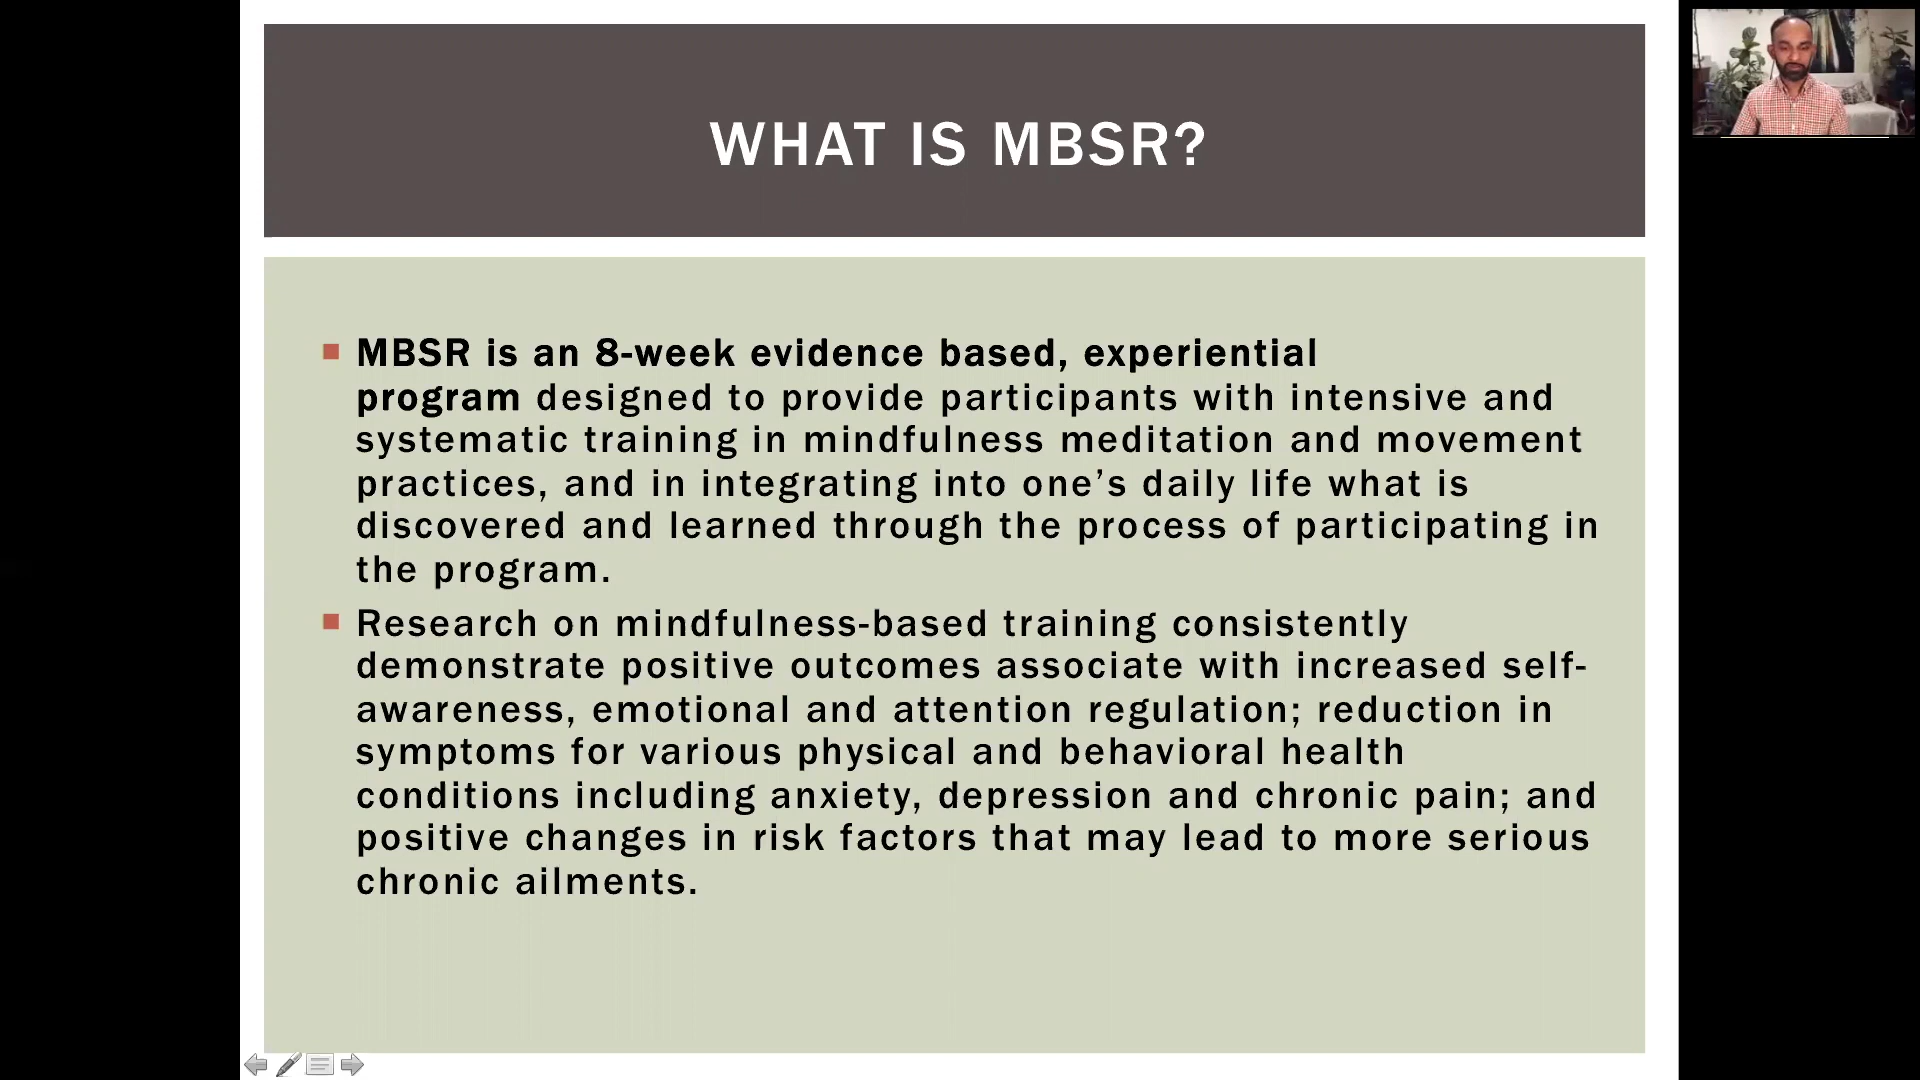 WHAT IS MBSR?
MBSR is an 8-week evidence based, experiential
program designed to provide participants with intensive and
systematic training in mindfulness meditation and movement
practices, and in integrating into one’s daily life what is
discovered and learned through the process of participating in
the program.
Research on mindfulness-based training consistently
demonstrate positive outcomes associate with increased self-
awareness, emotional and attention regulation; reduction in
symptoms for various physical and behavioral health
conditions including anxiety, depression and chronic pain; and
positive changes in risk factors that may lead to more serious
chronic ailments.